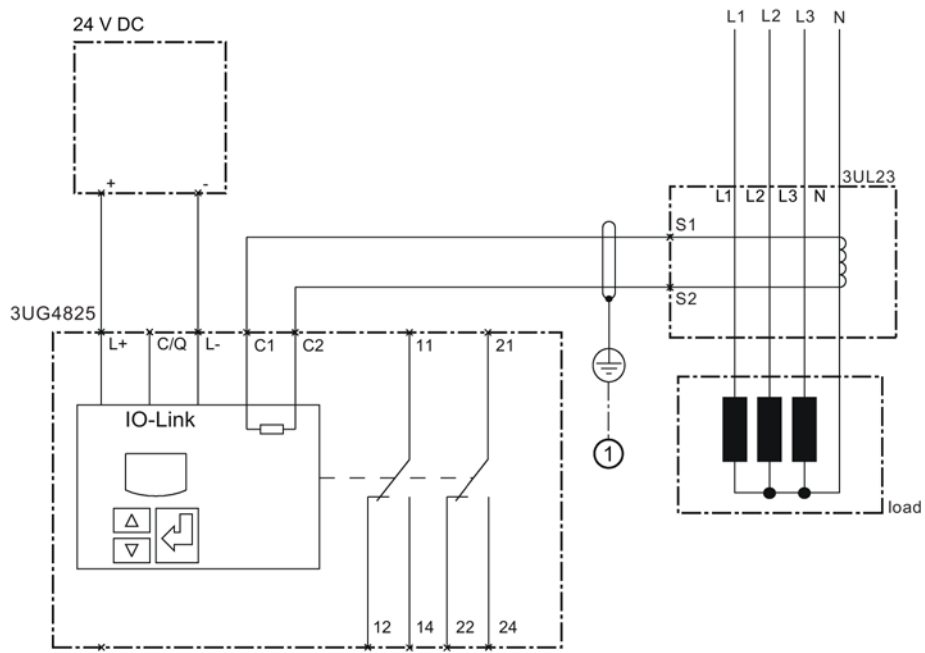 24 V DC
L1 L2 L3 N
+ -
3UL23
L1 L2 L3 N
S1
S2
3UG4825
L+ C/Q L- C1 C2 11 21
IO-Link
1
load
12 14 22 24